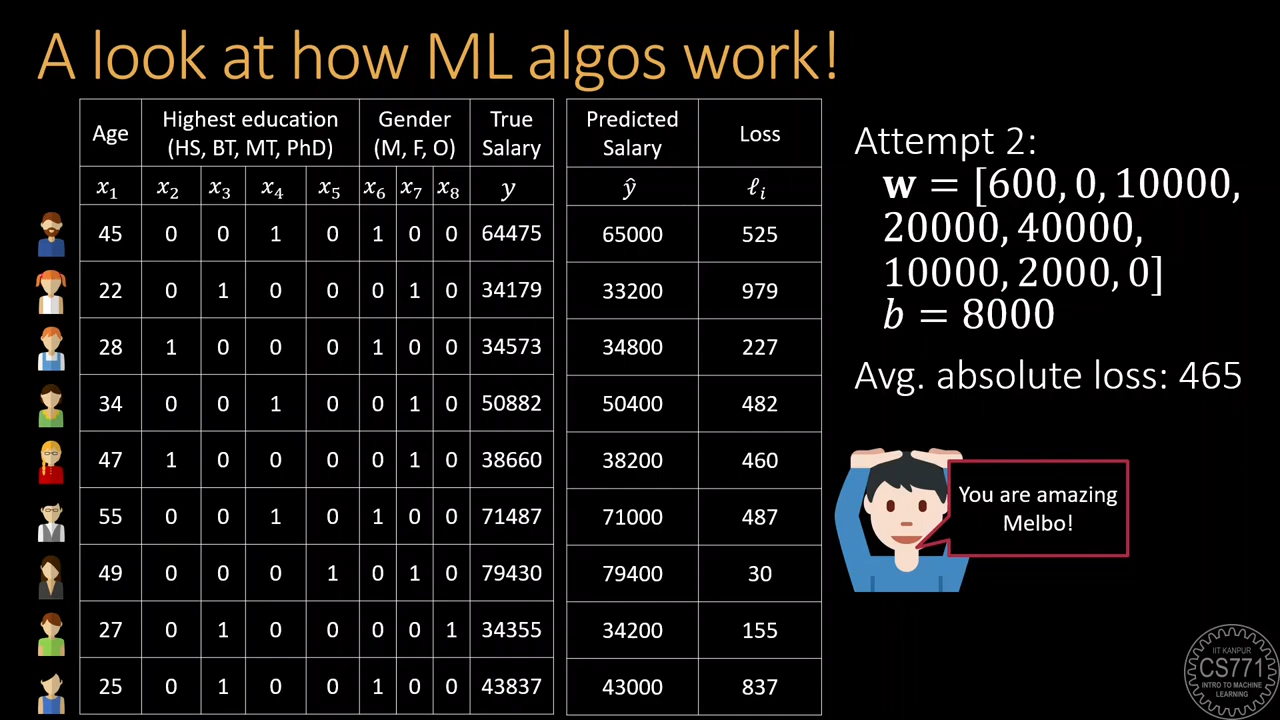 A look at how ML algos work!
Age Highest education (HS, BT, MT, PhD) Gender (M, F, O) True Salary Predicted Salary Loss
x₁ x₂ x₃ x₄ x₅ x₆ x₇ x₈ y ŷ ℓᵢ
45 0 0 1 0 1 0 0 64475 65000 525
22 0 1 0 0 0 1 0 34179 33200 979
28 1 0 0 0 1 0 0 34573 34800 227
34 0 0 1 0 0 1 0 50882 50400 482
47 1 0 0 0 0 1 0 38660 38200 460
55 0 0 1 0 1 0 0 71487 71000 487
49 0 0 0 1 0 1 0 79430 79400 30
27 0 1 0 0 0 0 1 34355 34200 155
25 0 1 0 0 1 0 0 43837 43000 837
Attempt 2:
w = [600, 0, 10000,
20000, 40000,
10000, 2000, 0]
b = 8000
Avg. absolute loss: 465
You are amazing
Melbo!
IIT KANPUR
CS771
INTRO TO MACHINE
LEARNING